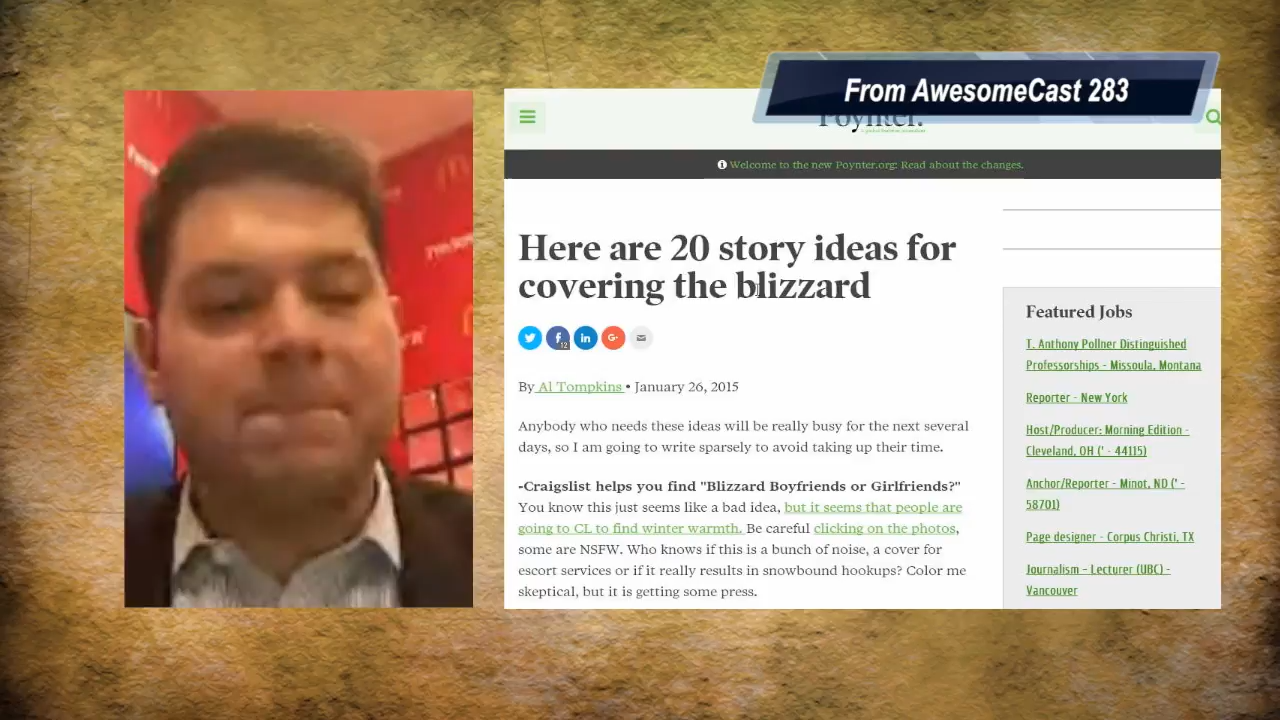 From AwesomeCast 283
Poynter.
Welcome to the new Poynter.org: Read about the changes.
Here are 20 story ideas for
covering the blizzard
12
By Al Tompkins • January 26, 2015
Anybody who needs these ideas will be really busy for the next several
days, so I am going to write sparsely to avoid taking up their time.
-Craigslist helps you find "Blizzard Boyfriends or Girlfriends?"
You know this just seems like a bad idea, but it seems that people are
going to CL to find winter warmth. Be careful clicking on the photos,
some are NSFW. Who knows if this is a bunch of noise, a cover for
escort services or if it really results in snowbound hookups? Color me
skeptical, but it is getting some press.
Featured Jobs
T. Anthony Pollner Distinguished
Professorships - Missoula, Montana
Reporter - New York
Host/Producer: Morning Edition -
Cleveland, OH (' - 44115)
Anchor/Reporter - Minot, ND (' -
58701)
Page designer - Corpus Christi, TX
Journalism – Lecturer (UBC) -
Vancouver